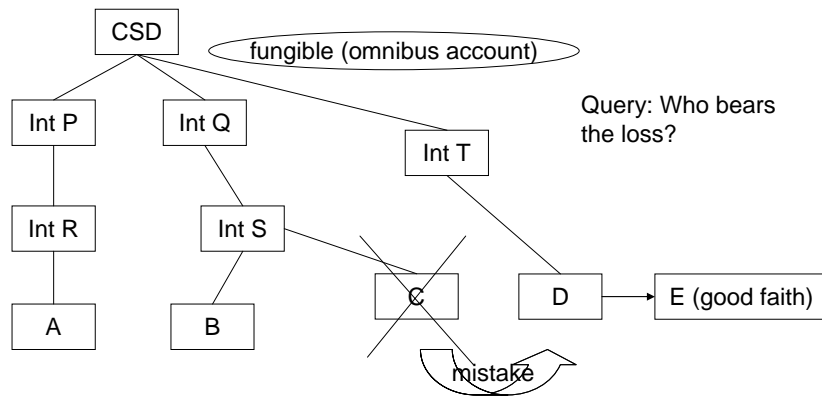 CSD
fungible (omnibus account)
Query: Who bears
the loss?
Int P
Int Q
Int T
Int R
Int S
C
D
E (good faith)
A
B
mistake